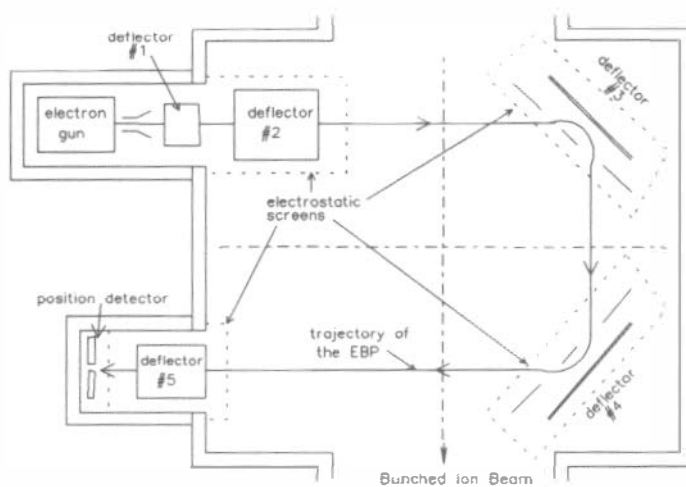 deflector
#1
electron
gun
deflector
#2
deflector
#3
electrostatic
screens
position detector
trajectory of
the EBP
deflector
#5
deflector
#4
Bunched Ion Beam